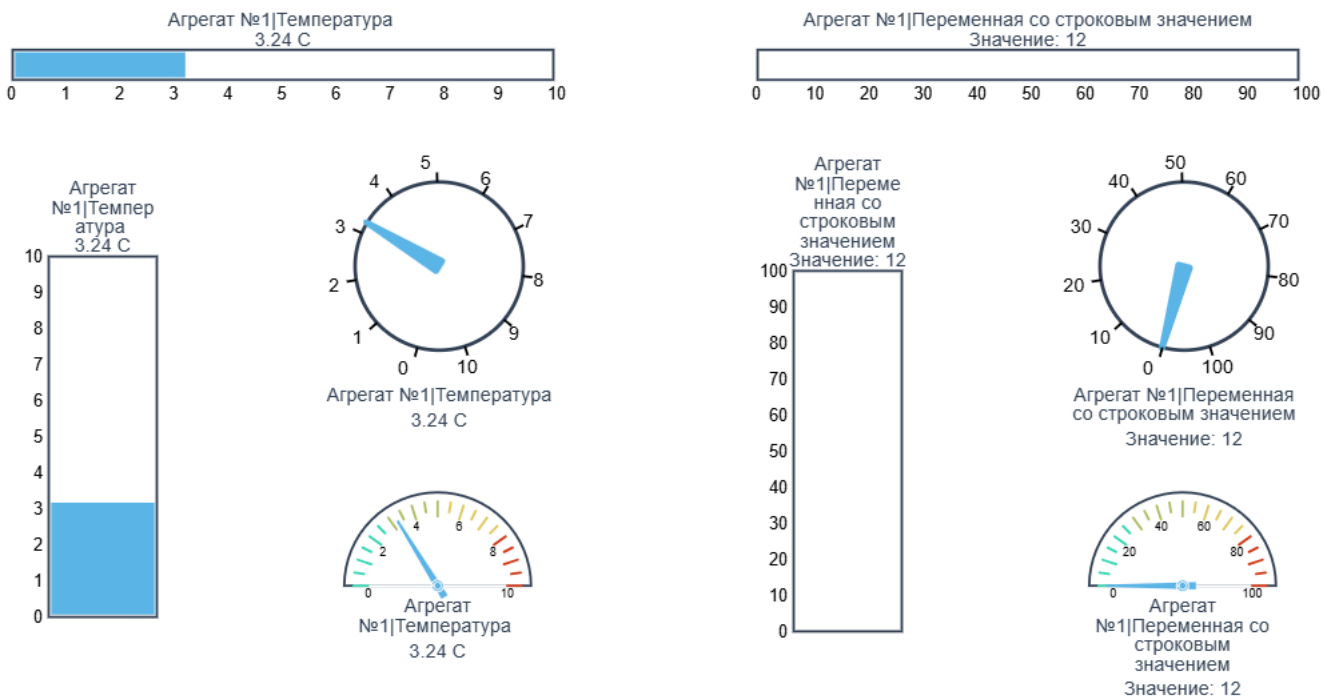 Агрегат №1|Температура
3.24 C
0 1 2 3 4 5 6 7 8 9 10
Агрегат №1|Переменная со строковым значением
Значение: 12
0 10 20 30 40 50 60 70 80 90 100
Агрегат
№1|Темпер
атура
3.24 C
10
9
8
7
6
5
4
3
2
1
0
5
4 6
3 7
2 8
1 9
0 10
Агрегат №1|Температура
3.24 C
4 6
2 8
0 10
Агрегат
№1|Температура
3.24 C
Агрегат
№1|Переме
нная со
строковым
значением
Значение: 12
100
90
80
70
60
50
40
30
20
10
0
50
40 60
30 70
20 80
10 90
0 100
Агрегат №1|Переменная
со строковым значением
Значение: 12
40 60
20 80
0 100
Агрегат
№1|Переменная со
строковым
значением
Значение: 12